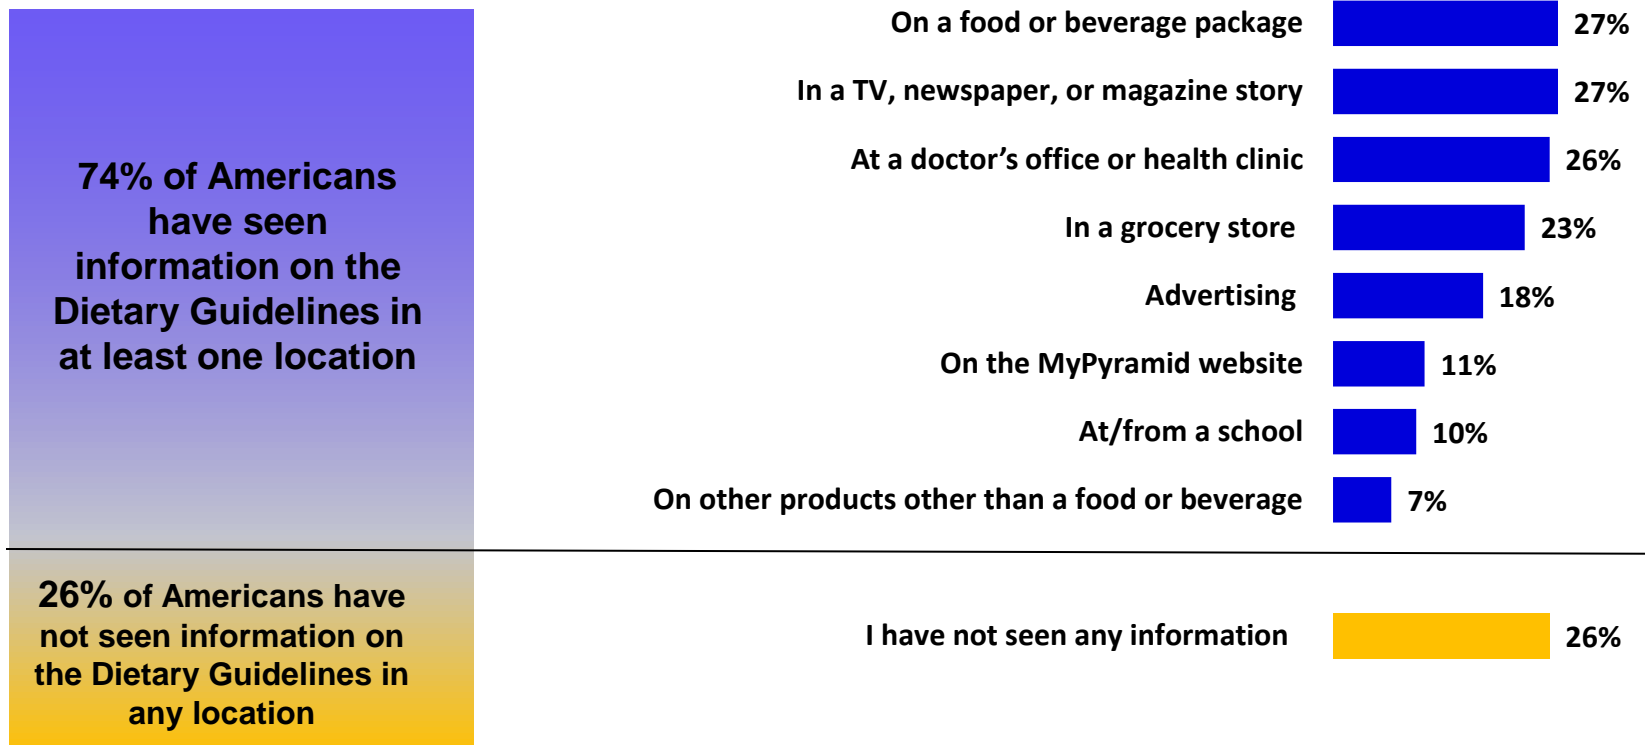 74% of Americans
have seen
information on the
Dietary Guidelines in
at least one location
26% of Americans have
not seen information on
the Dietary Guidelines in
any location
On a food or beverage package 27%
In a TV, newspaper, or magazine story 27%
At a doctor’s office or health clinic 26%
In a grocery store 23%
Advertising 18%
On the MyPyramid website 11%
At/from a school 10%
On other products other than a food or beverage 7%
I have not seen any information 26%